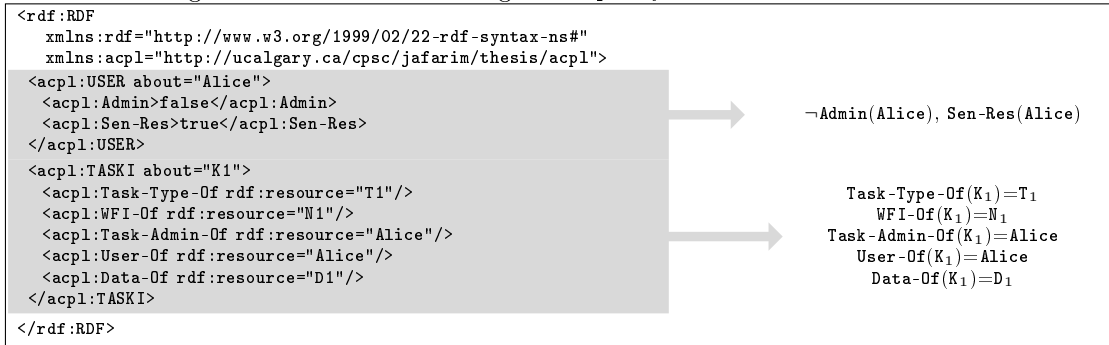 <rdf:RDF
xmlns:rdf="http://www.w3.org/1999/02/22-rdf-syntax-ns#"
xmlns:acpl="http://ucalgary.ca/cpsc/jafarim/thesis/acpl">
<acpl:USER about="Alice">
<acpl:Admin>false</acpl:Admin>
<acpl:Sen-Res>true</acpl:Sen-Res>
</acpl:USER>
¬Admin(Alice), Sen-Res(Alice)
<acpl:TASKI about="K1">
<acpl:Task-Type-Of rdf:resource="T1"/>
<acpl:WFI-Of rdf:resource="N1"/>
<acpl:Task-Admin-Of rdf:resource="Alice"/>
<acpl:User-Of rdf:resource="Alice"/>
<acpl:Data-Of rdf:resource="D1"/>
</acpl:TASKI>
Task-Type-Of(K₁)=T₁
WFI-Of(K₁)=N₁
Task-Admin-Of(K₁)=Alice
User-Of(K₁)=Alice
Data-Of(K₁)=D₁
</rdf:RDF>